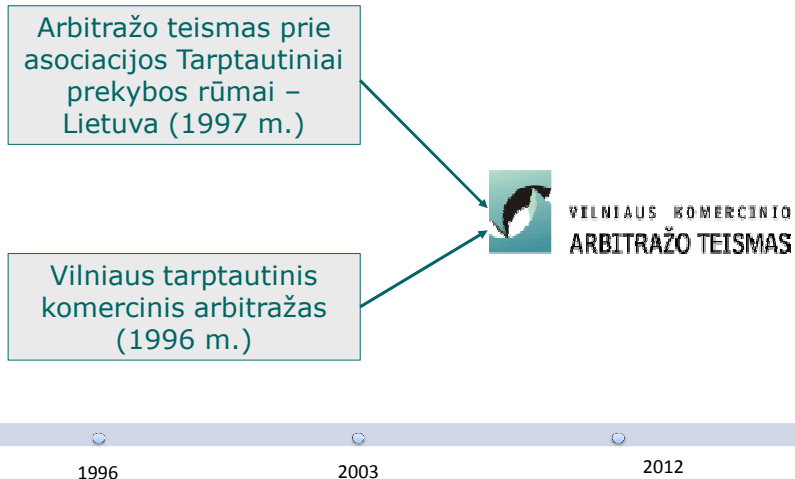 Arbitražo teismas prie
asociacijos Tarptautiniai
prekybos rūmai –
Lietuva (1997 m.)
VILNIAUS KOMERCINIO
ARBITRAŽO TEISMAS
Vilniaus tarptautinis
komercinis arbitražas
(1996 m.)
1996
2003
2012